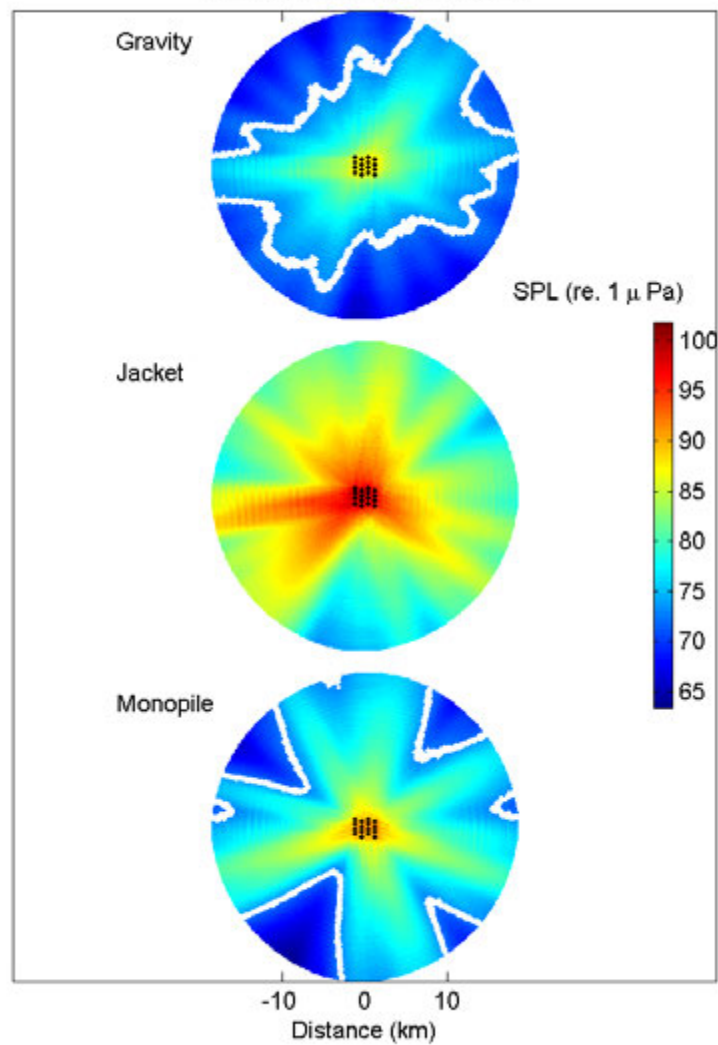 Gravity
SPL (re. 1 μ Pa)
Jacket
100
95
90
85
80
75
70
65
Monopile
-10 0 10
Distance (km)